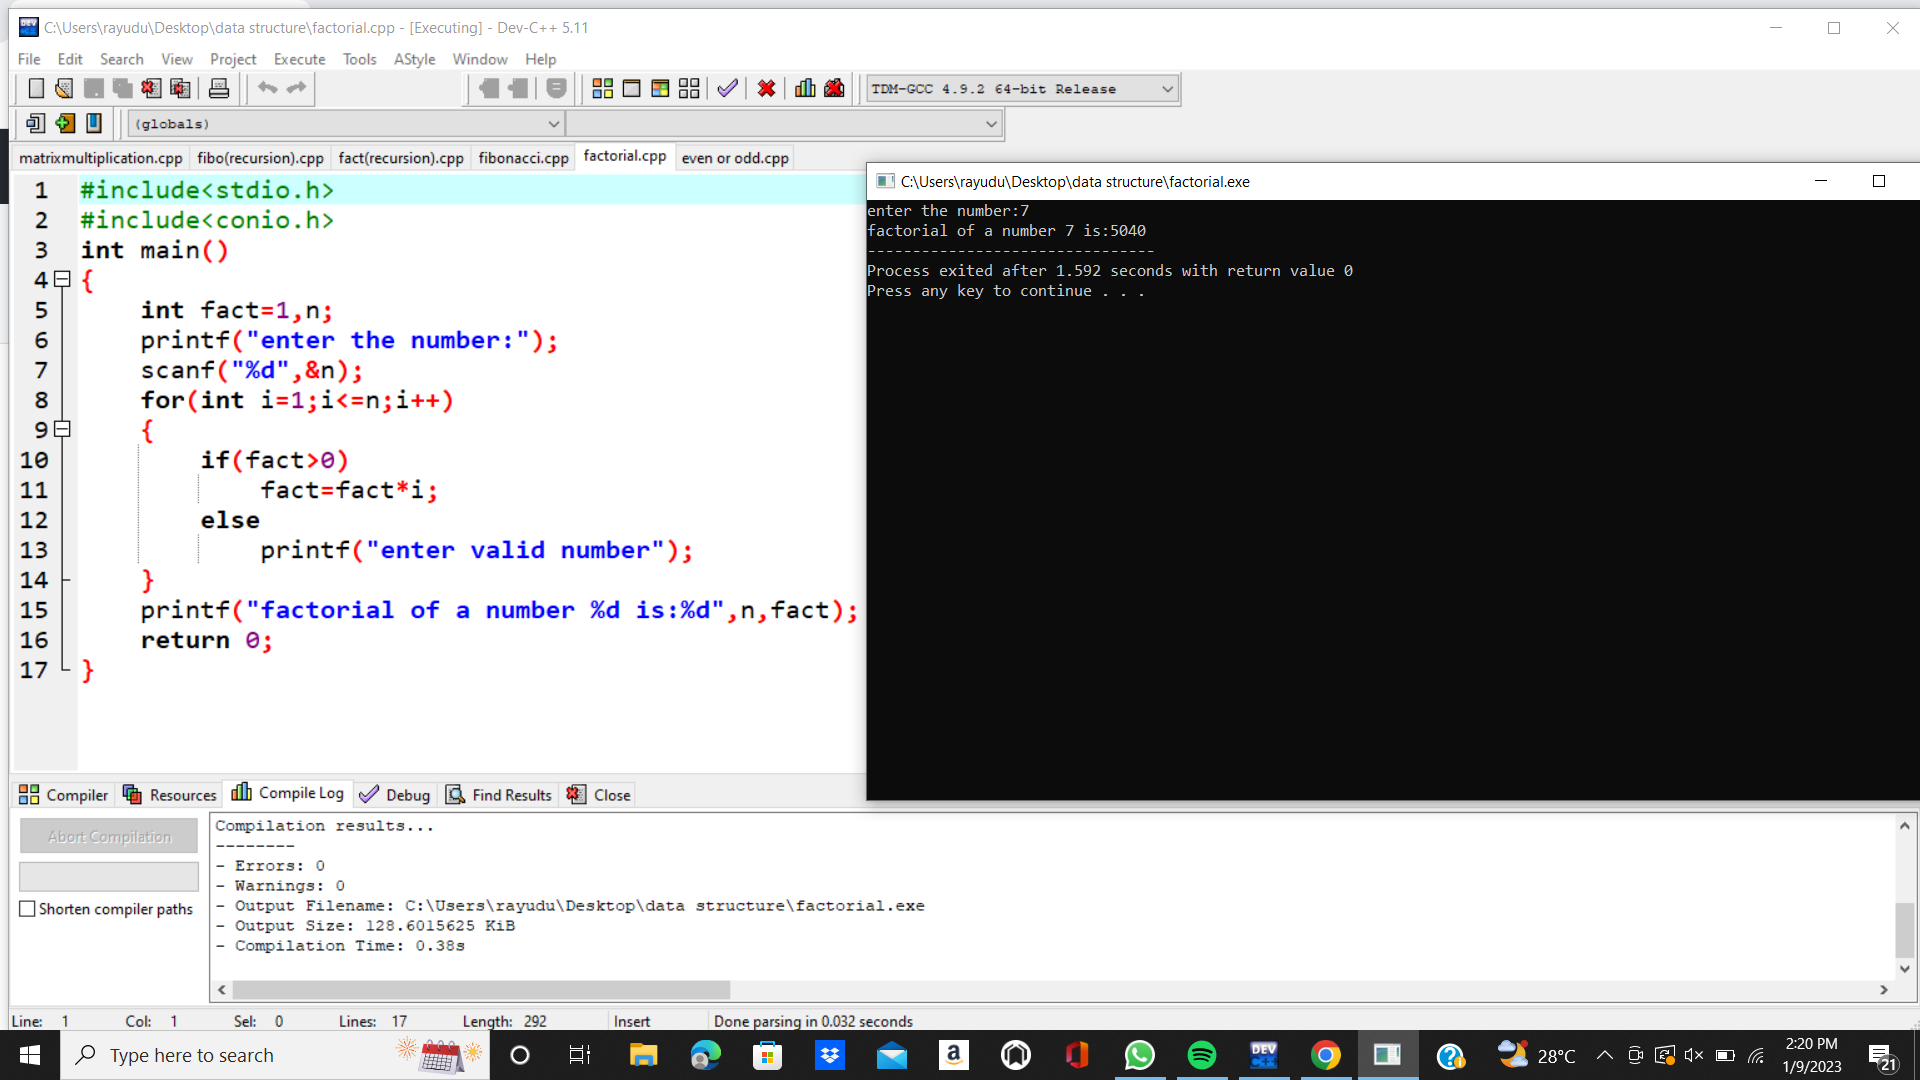 C:\Users\rayudu\Desktop\data structure\factorial.cpp - [Executing] - Dev-C++ 5.11
File Edit Search View Project Execute Tools AStyle Window Help
TDM-GCC 4.9.2 64-bit Release
(globals)
matrixmultiplication.cpp fibo(recursion).cpp fact(recursion).cpp fibonacci.cpp factorial.cpp even or odd.cpp
1 #include<stdio.h>
2 #include<conio.h>
3 int main()
4 {
5 int fact=1,n;
6 printf("enter the number:");
7 scanf("%d",&n);
8 for(int i=1;i<=n;i++)
9 {
10 if(fact>0)
11 fact=fact*i;
12 else
13 printf("enter valid number");
14 }
15 printf("factorial of a number %d is:%d",n,fact);
16 return 0;
17 }
C:\Users\rayudu\Desktop\data structure\factorial.exe
enter the number:7
factorial of a number 7 is:5040
--------------------------------
Process exited after 1.592 seconds with return value 0
Press any key to continue . . .
Compiler Resources Compile Log Debug Find Results Close
Abort Compilation
Shorten compiler paths
Compilation results...
--------
- Errors: 0
- Warnings: 0
- Output Filename: C:\Users\rayudu\Desktop\data structure\factorial.exe
- Output Size: 128.6015625 KiB
- Compilation Time: 0.38s
Line: 1 Col: 1 Sel: 0 Lines: 17 Length: 292 Insert Done parsing in 0.032 seconds
Type here to search
DEV
28°C
2:20 PM
1/9/2023
21